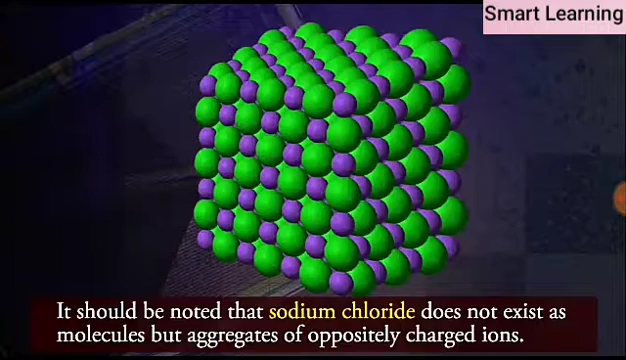 Smart Learning
It should be noted that sodium chloride does not exist as
molecules but aggregates of oppositely charged ions.